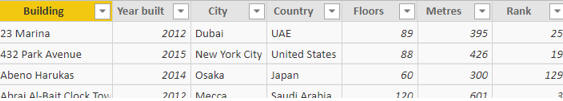 Building Year built City Country Floors Metres Rank
23 Marina 2012 Dubai UAE 89 395 25
432 Park Avenue 2015 New York City United States 88 426 19
Abeno Harukas 2014 Osaka Japan 60 300 129
Abraj Al-Bait Clock Tow 2012 Mecca Saudi Arabia 120 601 3